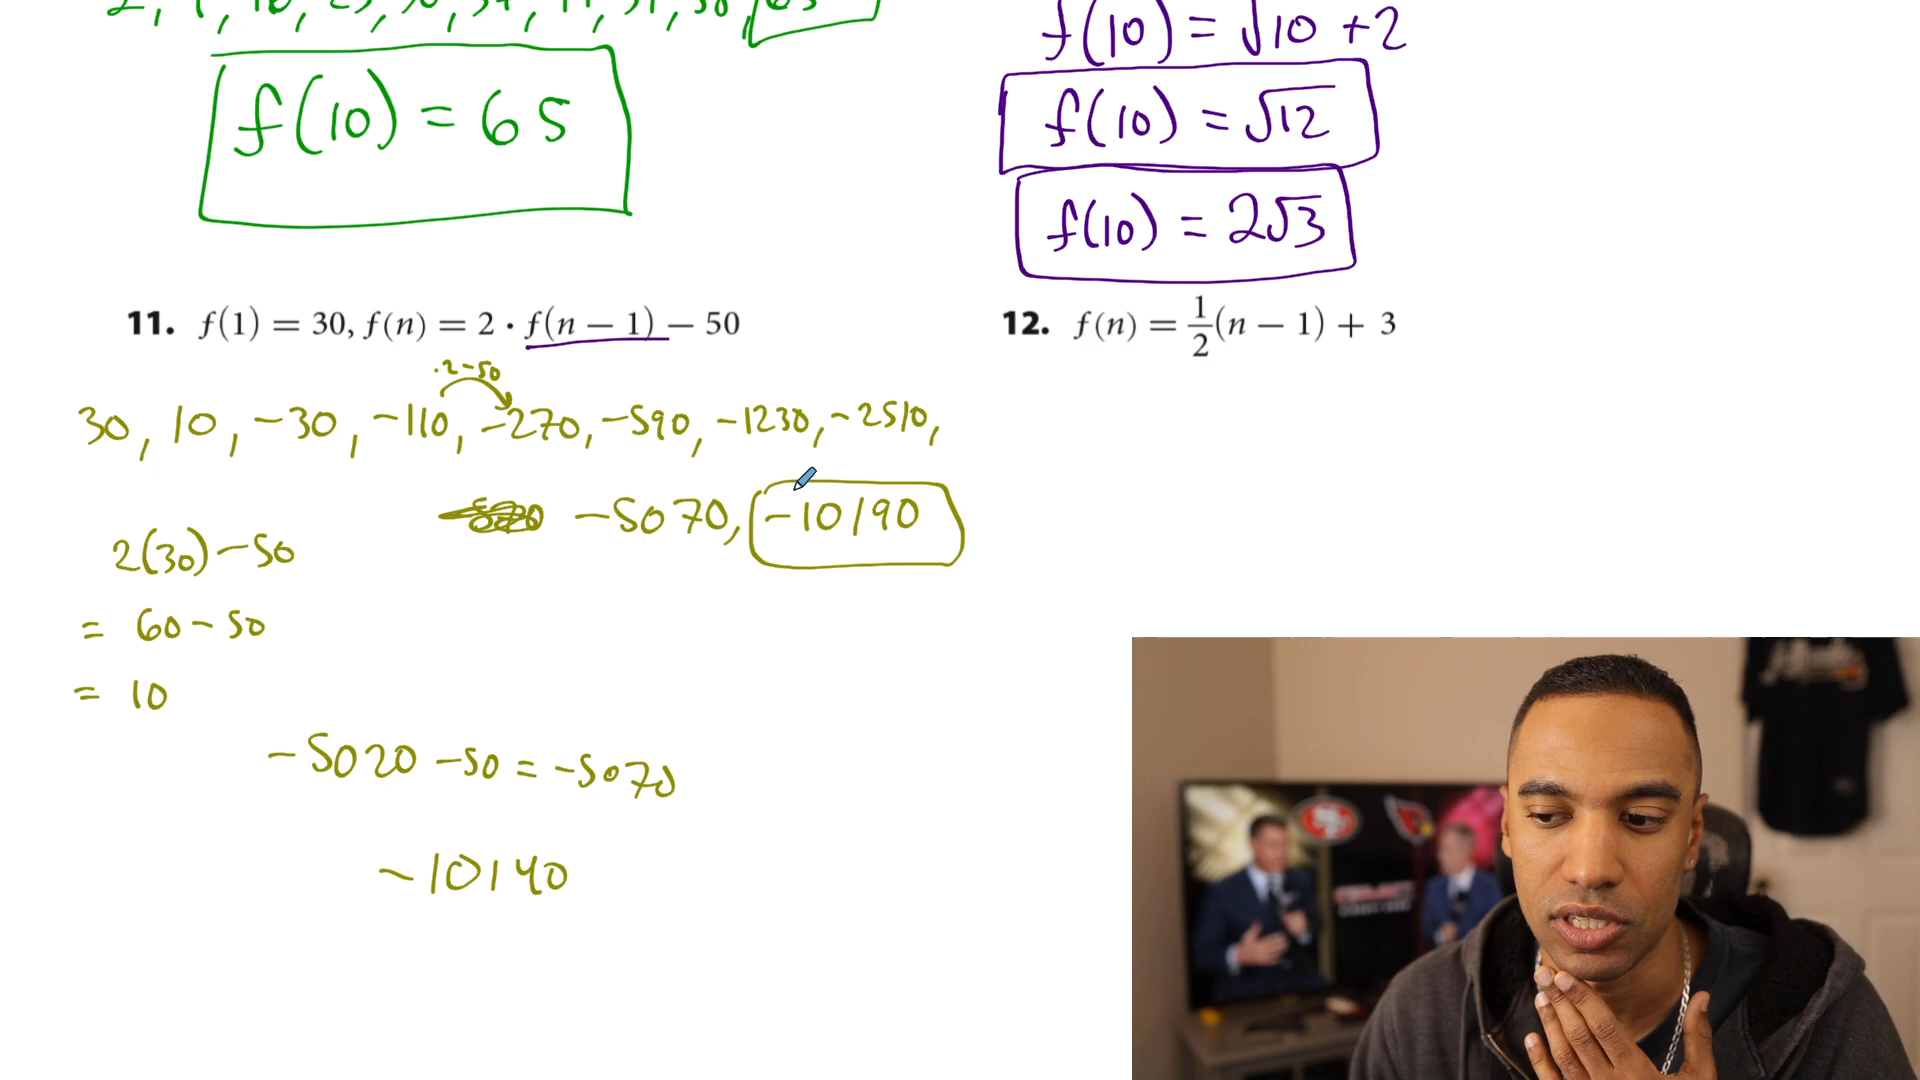 f(10) = 65
f(10) = √10 + 2
f(10) = √12
f(10) = 2√3
11. f(1) = 30, f(n) = 2 · f(n − 1) − 50
·2−50
30, 10, −30, −110, −270, −590, −1230, −2510,
−5070, −10190
2(30) − 50
= 60 − 50
= 10
−5020 − 50 = −5070
−10140
12. f(n) = 1/2(n − 1) + 3